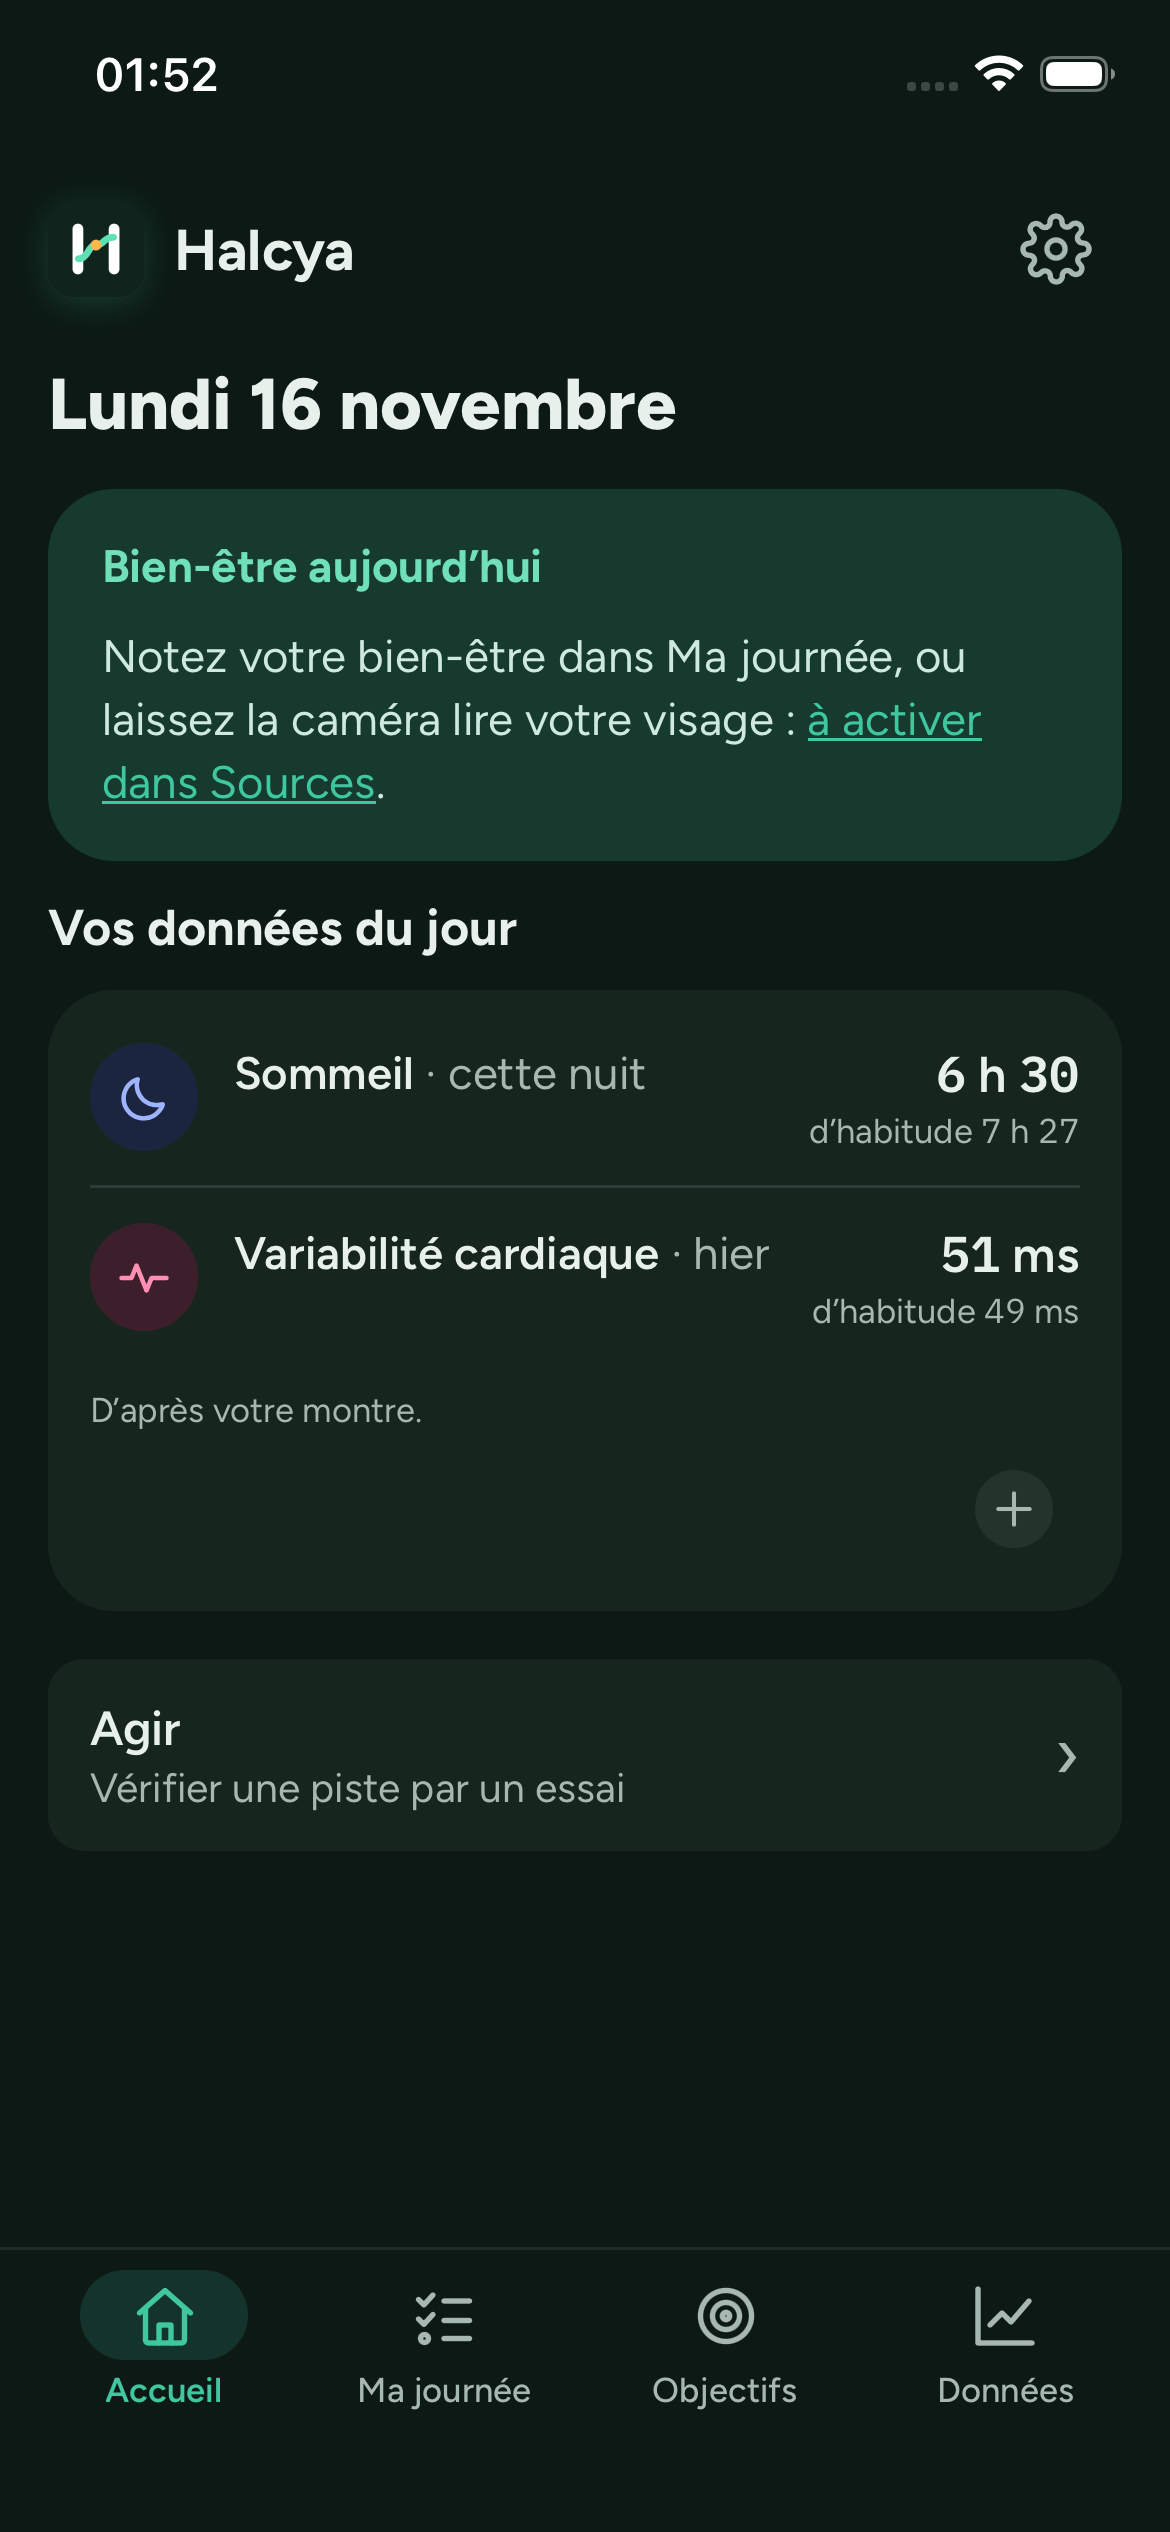 01:52
Halcya
Lundi 16 novembre
Bien-être aujourd’hui
Notez votre bien-être dans Ma journée, ou
laissez la caméra lire votre visage : à activer
dans Sources.
Vos données du jour
Sommeil · cette nuit
6 h 30
d’habitude 7 h 27
Variabilité cardiaque · hier
51 ms
d’habitude 49 ms
D’après votre montre.
Agir
Vérifier une piste par un essai
Accueil
Ma journée
Objectifs
Données